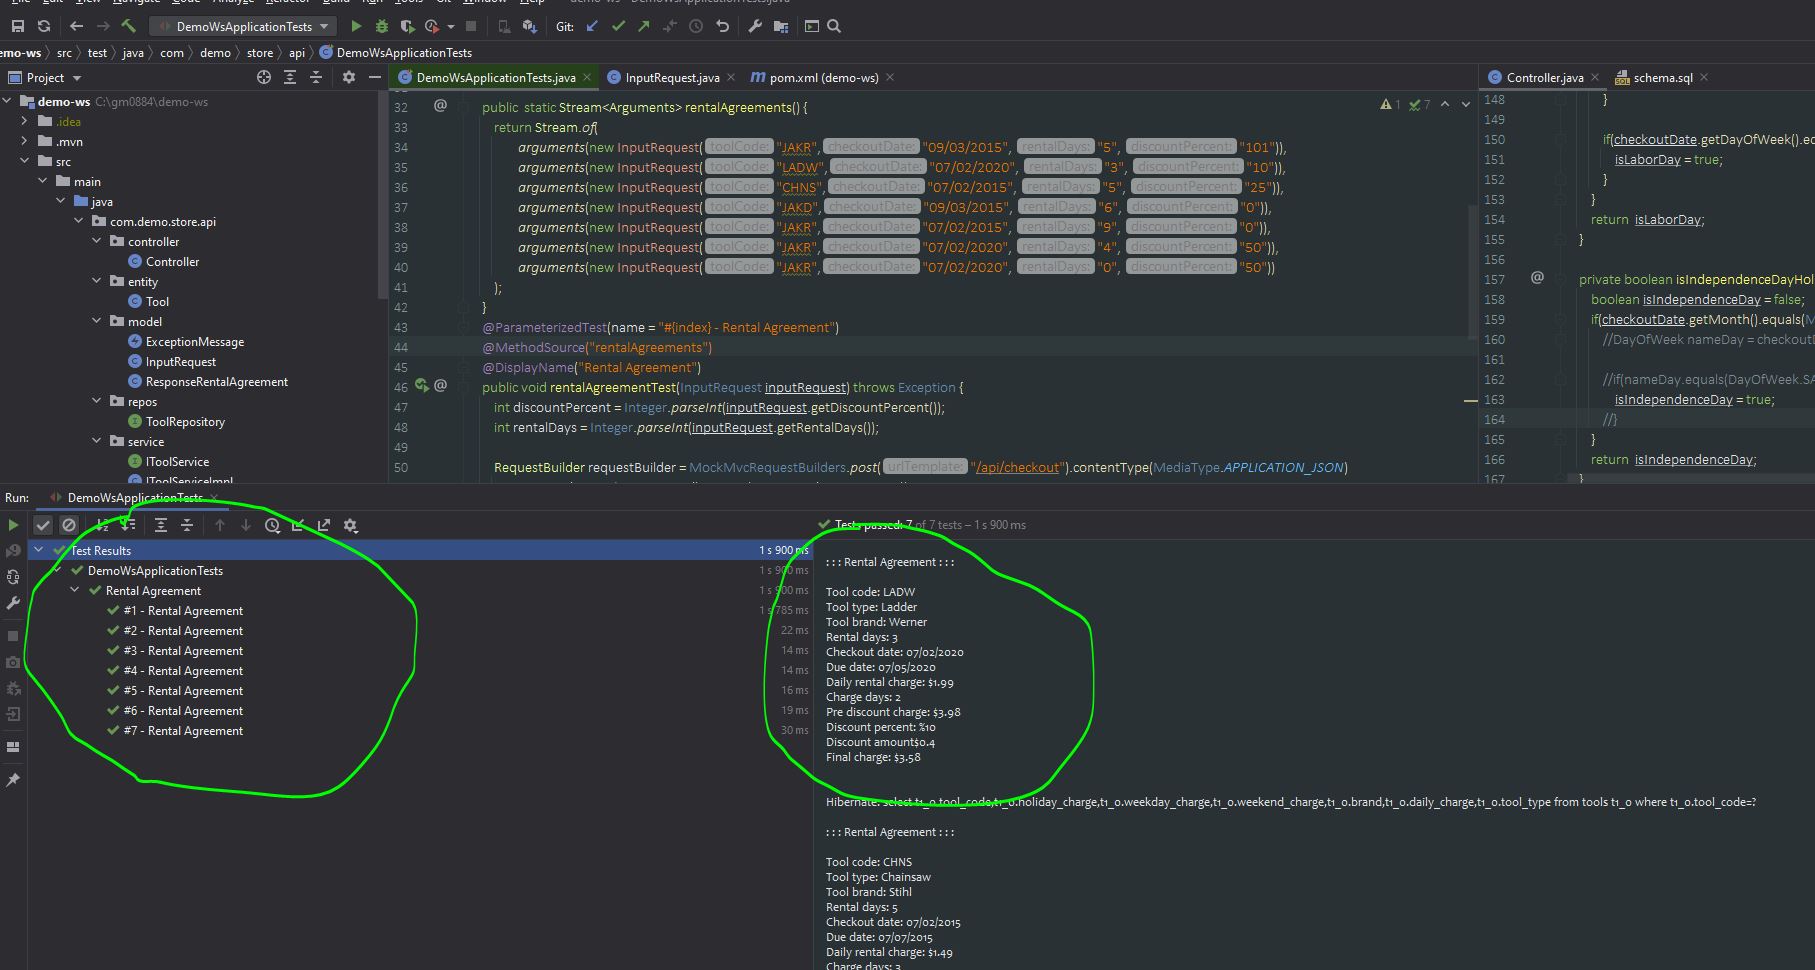 File Edit View Navigate Code Refactor Build Run Tools Git Window Help demo-ws - DemoWsApplicationTests.java
DemoWsApplicationTests
Git:
emo-ws src test java com demo store api DemoWsApplicationTests
Project
DemoWsApplicationTests.java InputRequest.java pom.xml (demo-ws)
Controller.java schema.sql
demo-ws C:\gm0884\demo-ws
.idea
.mvn
src
main
java
com.demo.store.api
controller
Controller
entity
Tool
model
ExceptionMessage
InputRequest
ResponseRentalAgreement
repos
ToolRepository
service
IToolService
IToolServiceImpl
1 7
32 public static Stream<Arguments> rentalAgreements() {
33 return Stream.of(
34 arguments(new InputRequest( toolCode: "JAKR", checkoutDate: "09/03/2015", rentalDays: "5", discountPercent: "101")),
35 arguments(new InputRequest( toolCode: "LADW", checkoutDate: "07/02/2020", rentalDays: "3", discountPercent: "10")),
36 arguments(new InputRequest( toolCode: "CHNS", checkoutDate: "07/02/2015", rentalDays: "5", discountPercent: "25")),
37 arguments(new InputRequest( toolCode: "JAKD", checkoutDate: "09/03/2015", rentalDays: "6", discountPercent: "0")),
38 arguments(new InputRequest( toolCode: "JAKR", checkoutDate: "07/02/2015", rentalDays: "9", discountPercent: "0")),
39 arguments(new InputRequest( toolCode: "JAKR", checkoutDate: "07/02/2020", rentalDays: "4", discountPercent: "50")),
40 arguments(new InputRequest( toolCode: "JAKR", checkoutDate: "07/02/2020", rentalDays: "0", discountPercent: "50"))
41 );
42 }
43 @ParameterizedTest(name = "#{index} - Rental Agreement")
44 @MethodSource("rentalAgreements")
45 @DisplayName("Rental Agreement")
46 public void rentalAgreementTest(InputRequest inputRequest) throws Exception {
47 int discountPercent = Integer.parseInt(inputRequest.getDiscountPercent());
48 int rentalDays = Integer.parseInt(inputRequest.getRentalDays());
49
50 RequestBuilder requestBuilder = MockMvcRequestBuilders.post( urlTemplate: "/api/checkout").contentType(MediaType.APPLICATION_JSON)
148 }
149
150 if(checkoutDate.getDayOfWeek().eq
151 isLaborDay = true;
152 }
153 }
154 return isLaborDay;
155 }
156
157 private boolean isIndependenceDayHol
158 boolean isIndependenceDay = false;
159 if(checkoutDate.getMonth().equals(M
160 //DayOfWeek nameDay = checkoutD
161
162 //if(nameDay.equals(DayOfWeek.SA
163 isIndependenceDay = true;
164 //}
165 }
166 return isIndependenceDay;
167 }
Run: DemoWsApplicationTests
Tests passed: 7 of 7 tests – 1 s 900 ms
Test Results 1 s 900 ms
DemoWsApplicationTests 1 s 900 ms
Rental Agreement 1 s 900 ms
#1 - Rental Agreement 1 s 785 ms
#2 - Rental Agreement 22 ms
#3 - Rental Agreement 14 ms
#4 - Rental Agreement 14 ms
#5 - Rental Agreement 16 ms
#6 - Rental Agreement 19 ms
#7 - Rental Agreement 30 ms
: : : Rental Agreement : : :
Tool code: LADW
Tool type: Ladder
Tool brand: Werner
Rental days: 3
Checkout date: 07/02/2020
Due date: 07/05/2020
Daily rental charge: $1.99
Charge days: 2
Pre discount charge: $3.98
Discount percent: %10
Discount amount$0.4
Final charge: $3.58
Hibernate: select t1_0.tool_code,t1_0.holiday_charge,t1_0.weekday_charge,t1_0.weekend_charge,t1_0.brand,t1_0.daily_charge,t1_0.tool_type from tools t1_0 where t1_0.tool_code=?
: : : Rental Agreement : : :
Tool code: CHNS
Tool type: Chainsaw
Tool brand: Stihl
Rental days: 5
Checkout date: 07/02/2015
Due date: 07/07/2015
Daily rental charge: $1.49
Charge days: 3